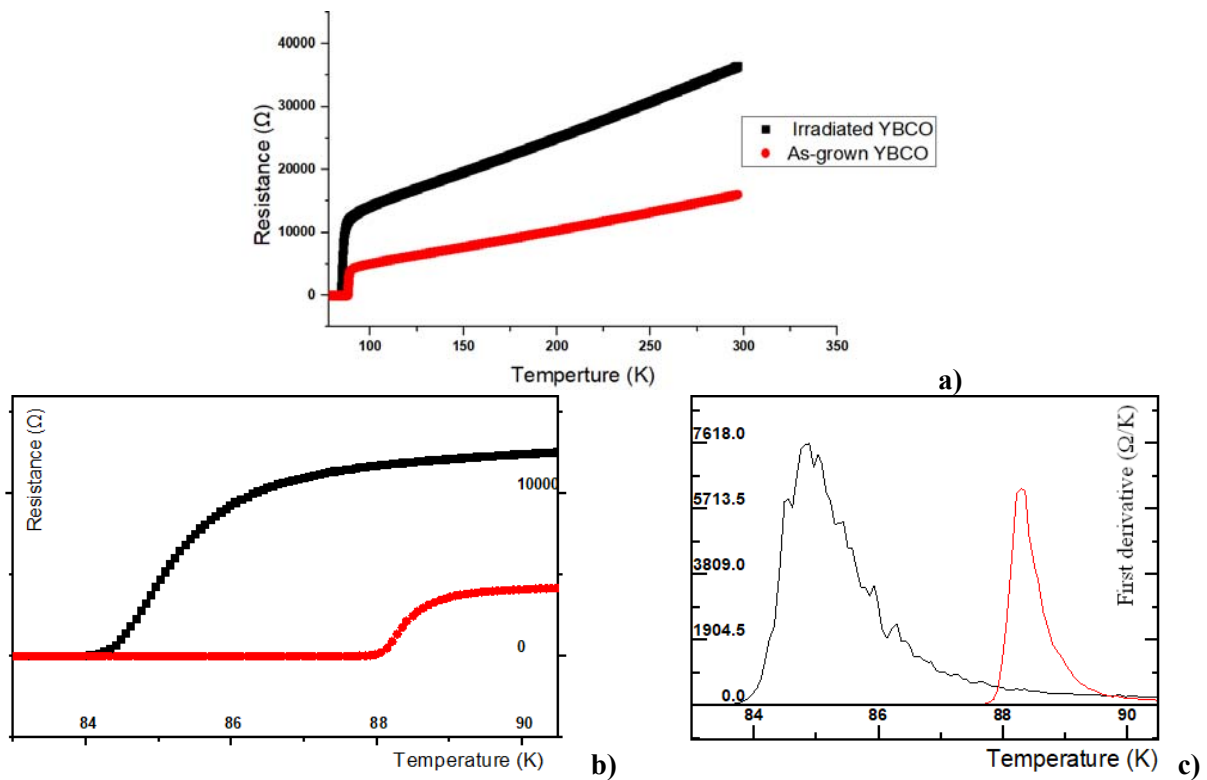 40000
30000
20000
10000
0
Resistance (Ω)
Irradiated YBCO
As-grown YBCO
100 150 200 250 300 350
Temperture (K)
a)
Resistance (Ω)
10000
0
84 86 88 90
Temperature (K)
b)
7618.0
5713.5
3809.0
1904.5
0.0
First derivative (Ω/K)
84 86 88 90
Temperature (K)
c)